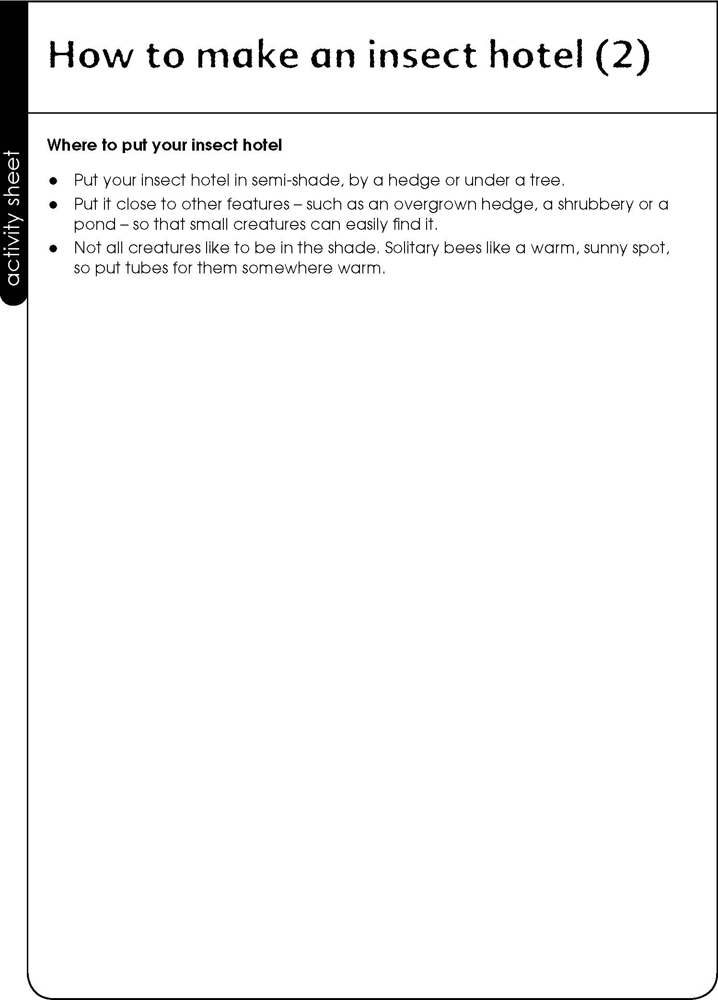 How to make an insect hotel (2)
activity sheet
Where to put your insect hotel
● Put your insect hotel in semi-shade, by a hedge or under a tree.
● Put it close to other features – such as an overgrown hedge, a shrubbery or a
pond – so that small creatures can easily find it.
● Not all creatures like to be in the shade. Solitary bees like a warm, sunny spot,
so put tubes for them somewhere warm.